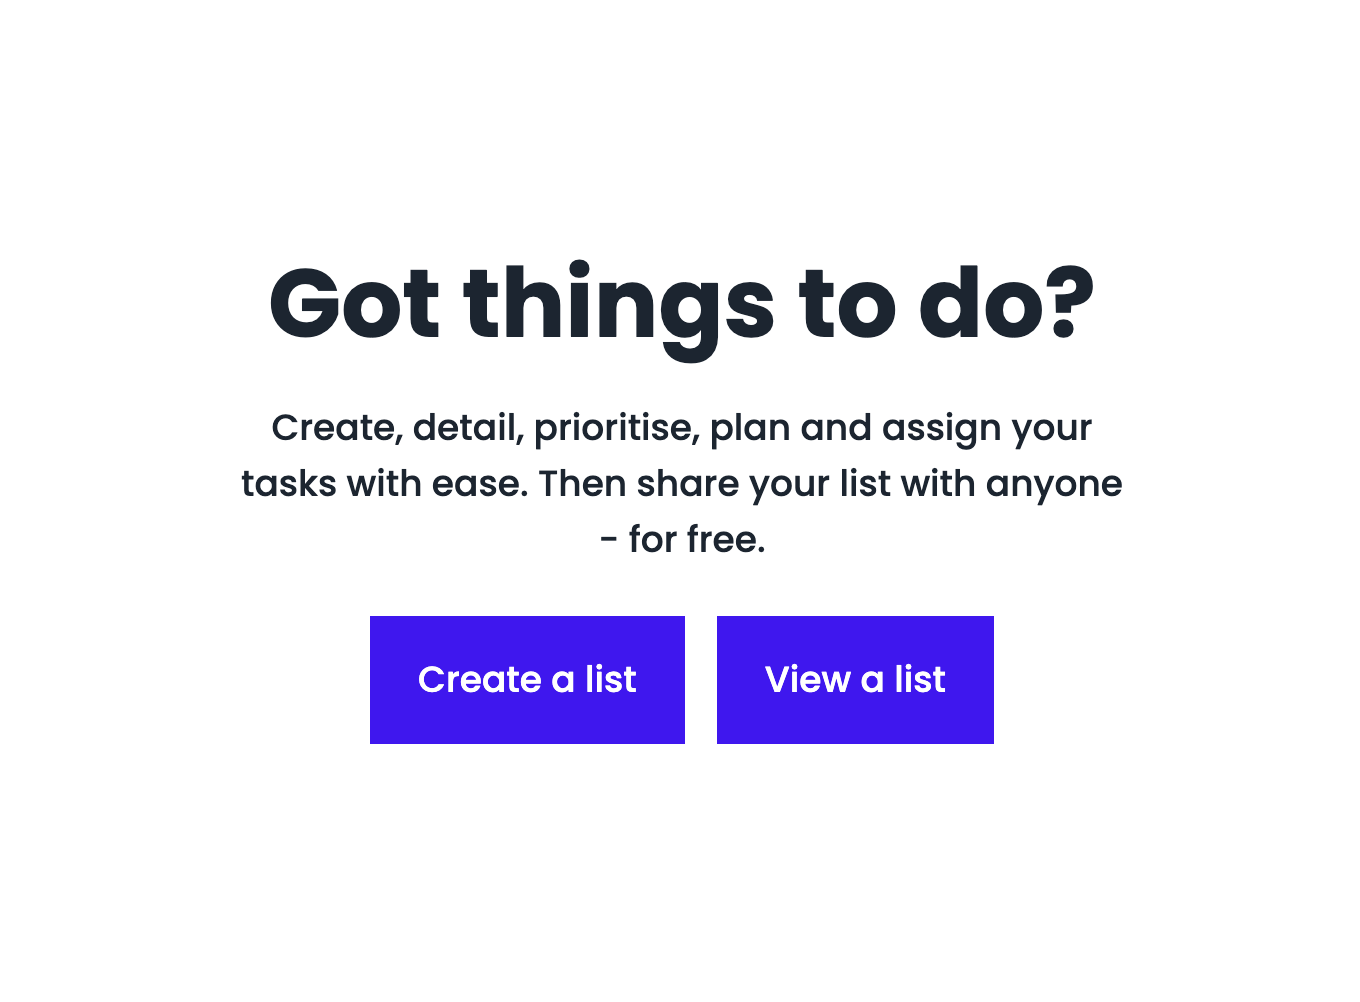 Got things to do?
Create, detail, prioritise, plan and assign your
tasks with ease. Then share your list with anyone
- for free.
Create a list
View a list